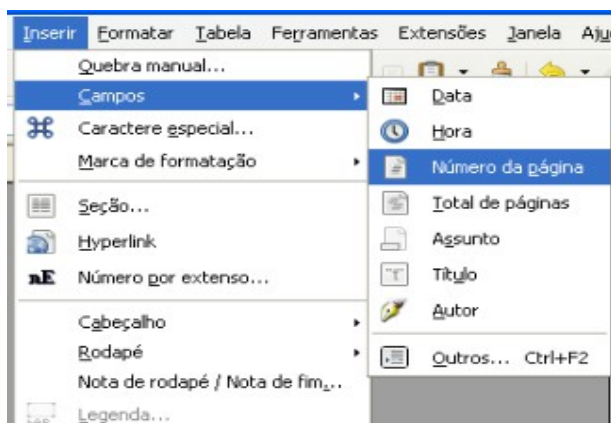 Inserir Formatar Tabela Ferramentas Extensões Janela Aju
Quebra manual...
Campos
Caractere especial...
Marca de formatação
Seção...
Hyperlink
nE Número por extenso...
Cabeçalho
Rodapé
Nota de rodapé / Nota de fim...
Legenda...
Data
Hora
Número da página
Total de páginas
Assunto
Título
Autor
Outros... Ctrl+F2